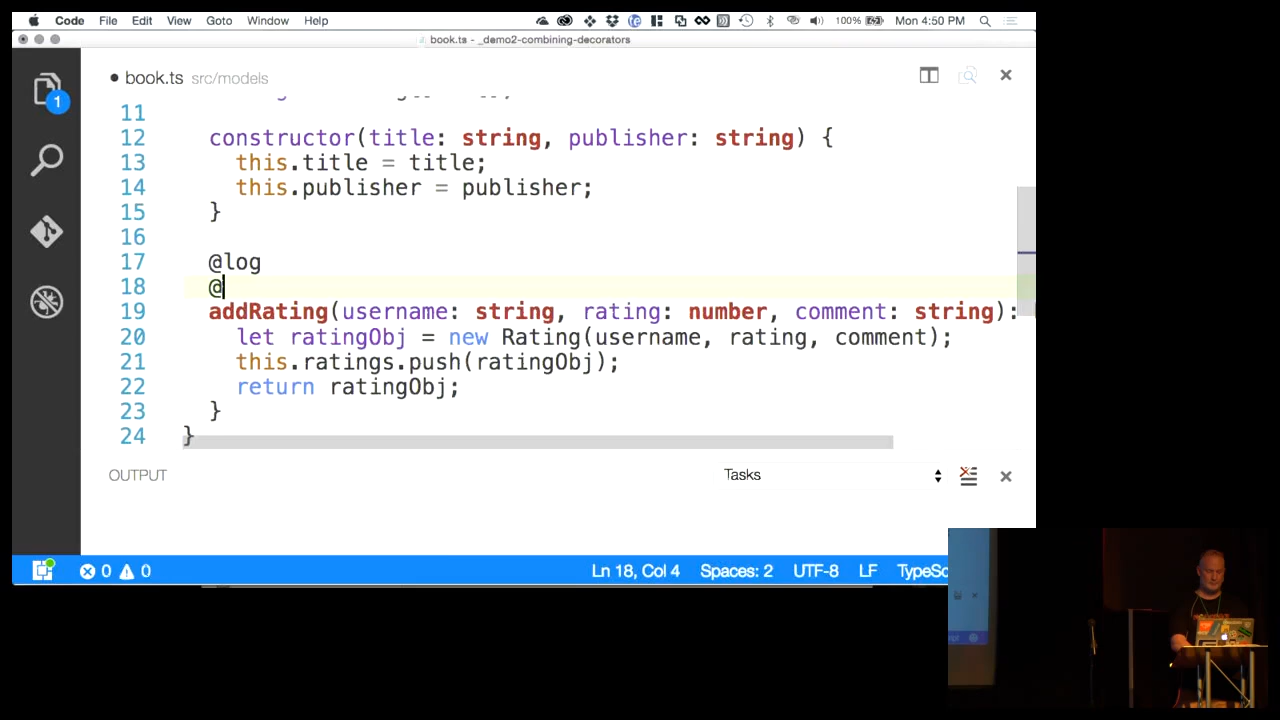 Code File Edit View Goto Window Help 100% Mon 4:50 PM
book.ts - _demo2-combining-decorators
● book.ts src/models
1
11
12 constructor(title: string, publisher: string) {
13 this.title = title;
14 this.publisher = publisher;
15 }
16
17 @log
18 @
19 addRating(username: string, rating: number, comment: string):
20 let ratingObj = new Rating(username, rating, comment);
21 this.ratings.push(ratingObj);
22 return ratingObj;
23 }
24 }
OUTPUT Tasks
0 0 Ln 18, Col 4 Spaces: 2 UTF-8 LF TypeSc